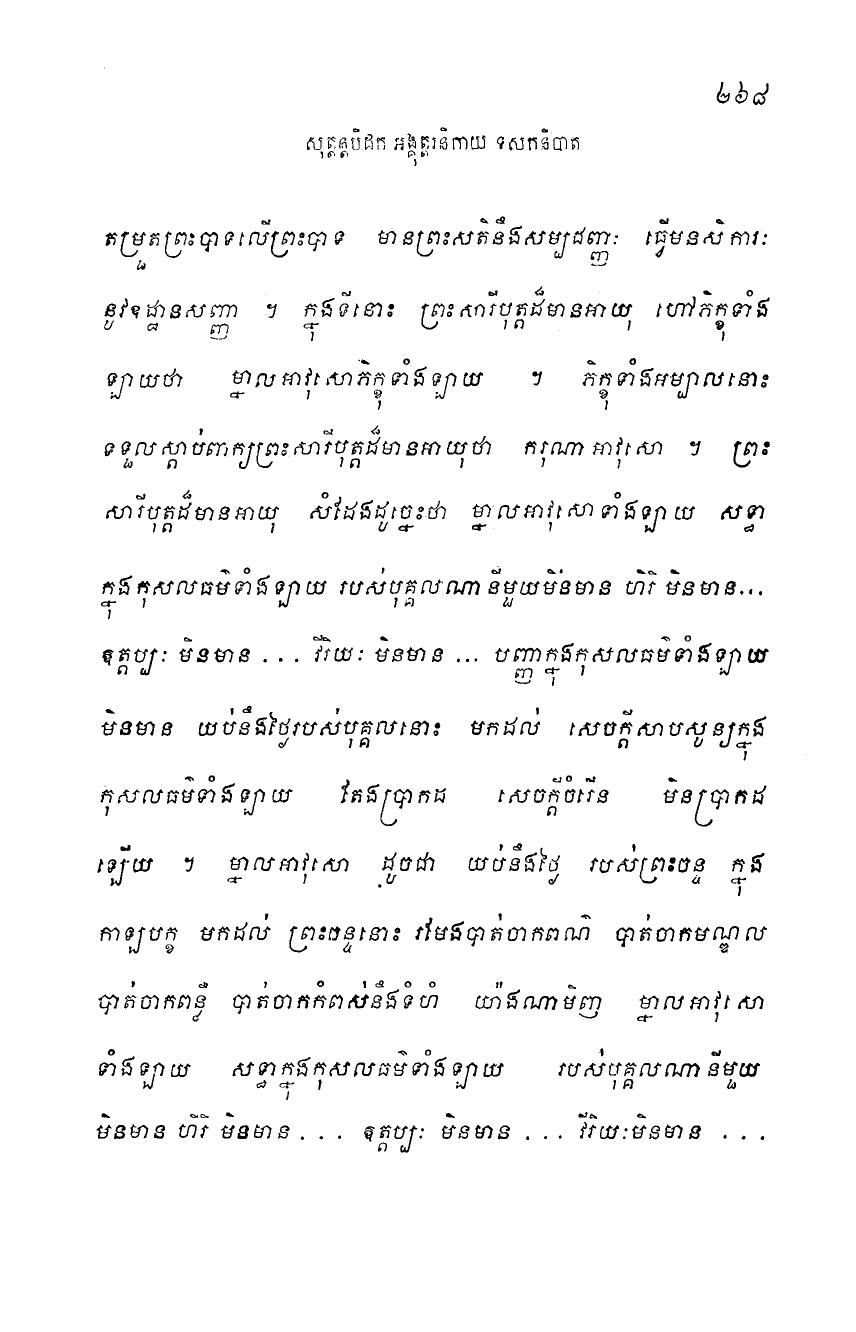 ២៦៨
សុត្តន្តបិដក អង្គុត្តរនិកាយ ទសកនិបាត
តម្រួតព្រះបាទលើព្រះបាទ មានព្រះសតិនឹងសម្បជញ្ញៈ ធ្វើមនសិការៈ
នូវឧដ្ឋានសញ្ញា ។ ក្នុងទីនោះ ព្រះសារីបុត្តដ៏មានអាយុ ហៅភិក្ខុទាំង
ឡាយថា ម្នាលអាវុសោភិក្ខុទាំងឡាយ ។ ភិក្ខុទាំងអម្បាលនោះ
ទទួលស្តាប់ពាក្យព្រះសារីបុត្តដ៏មានអាយុថា ករុណាអាវុសោ ។ ព្រះ
សារីបុត្តដ៏មានអាយុ សំដែងដូច្នេះថា ម្នាលអាវុសោទាំងឡាយ សទ្ធា
ក្នុងកុសលធម៌ទាំងឡាយ របស់បុគ្គលណានីមួយមិនមាន ហិរិ មិនមាន...
ឧត្តប្បៈ មិនមាន ... វីរិយៈ មិនមាន ... បញ្ញាក្នុងកុសលធម៌ទាំងឡាយ
មិនមាន យប់នឹងថ្ងៃរបស់បុគ្គលនោះ មកដល់ សេចក្តីសាបសូន្យក្នុង
កុសលធម៌ទាំងឡាយ តែងប្រាកដ សេចក្តីចំរើន មិនប្រាកដ
ឡើយ ។ ម្នាលអាវុសោ ដូចជា យប់នឹងថ្ងៃ របស់ព្រះចន្ទ ក្នុង
កាឡបក្ខ មកដល់ ព្រះចន្ទនោះ រមែងបាត់ចាកពណ៌ បាត់ចាកមណ្ឌល
បាត់ចាកពន្លឺ បាត់ចាកកំពស់នឹងទំហំ យ៉ាងណាមិញ ម្នាលអាវុសោ
ទាំងឡាយ សទ្ធាក្នុងកុសលធម៌ទាំងឡាយ របស់បុគ្គលណានីមួយ
មិនមាន ហិរិ មិនមាន ... ឧត្តប្បៈ មិនមាន ... វីរិយៈមិនមាន ...